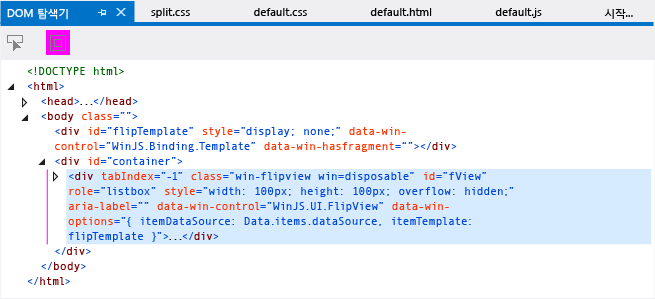 DOM 탐색기 split.css default.css default.html default.js 시작...
<!DOCTYPE html>
<html>
<head>...</head>
<body class="">
<div id="flipTemplate" style="display: none;" data-win-
control="WinJS.Binding.Template" data-win-hasfragment=""></div>
<div id="container">
<div tabIndex="-1" class="win-flipview win=disposable" id="fView"
role="listbox" style="width: 100px; height: 100px; overflow: hidden;"
aria-label="" data-win-control="WinJS.UI.FlipView" data-win-
options="{ itemDataSource: Data.items.dataSource, itemTemplate:
flipTemplate }">...</div>
</div>
</body>
</html>